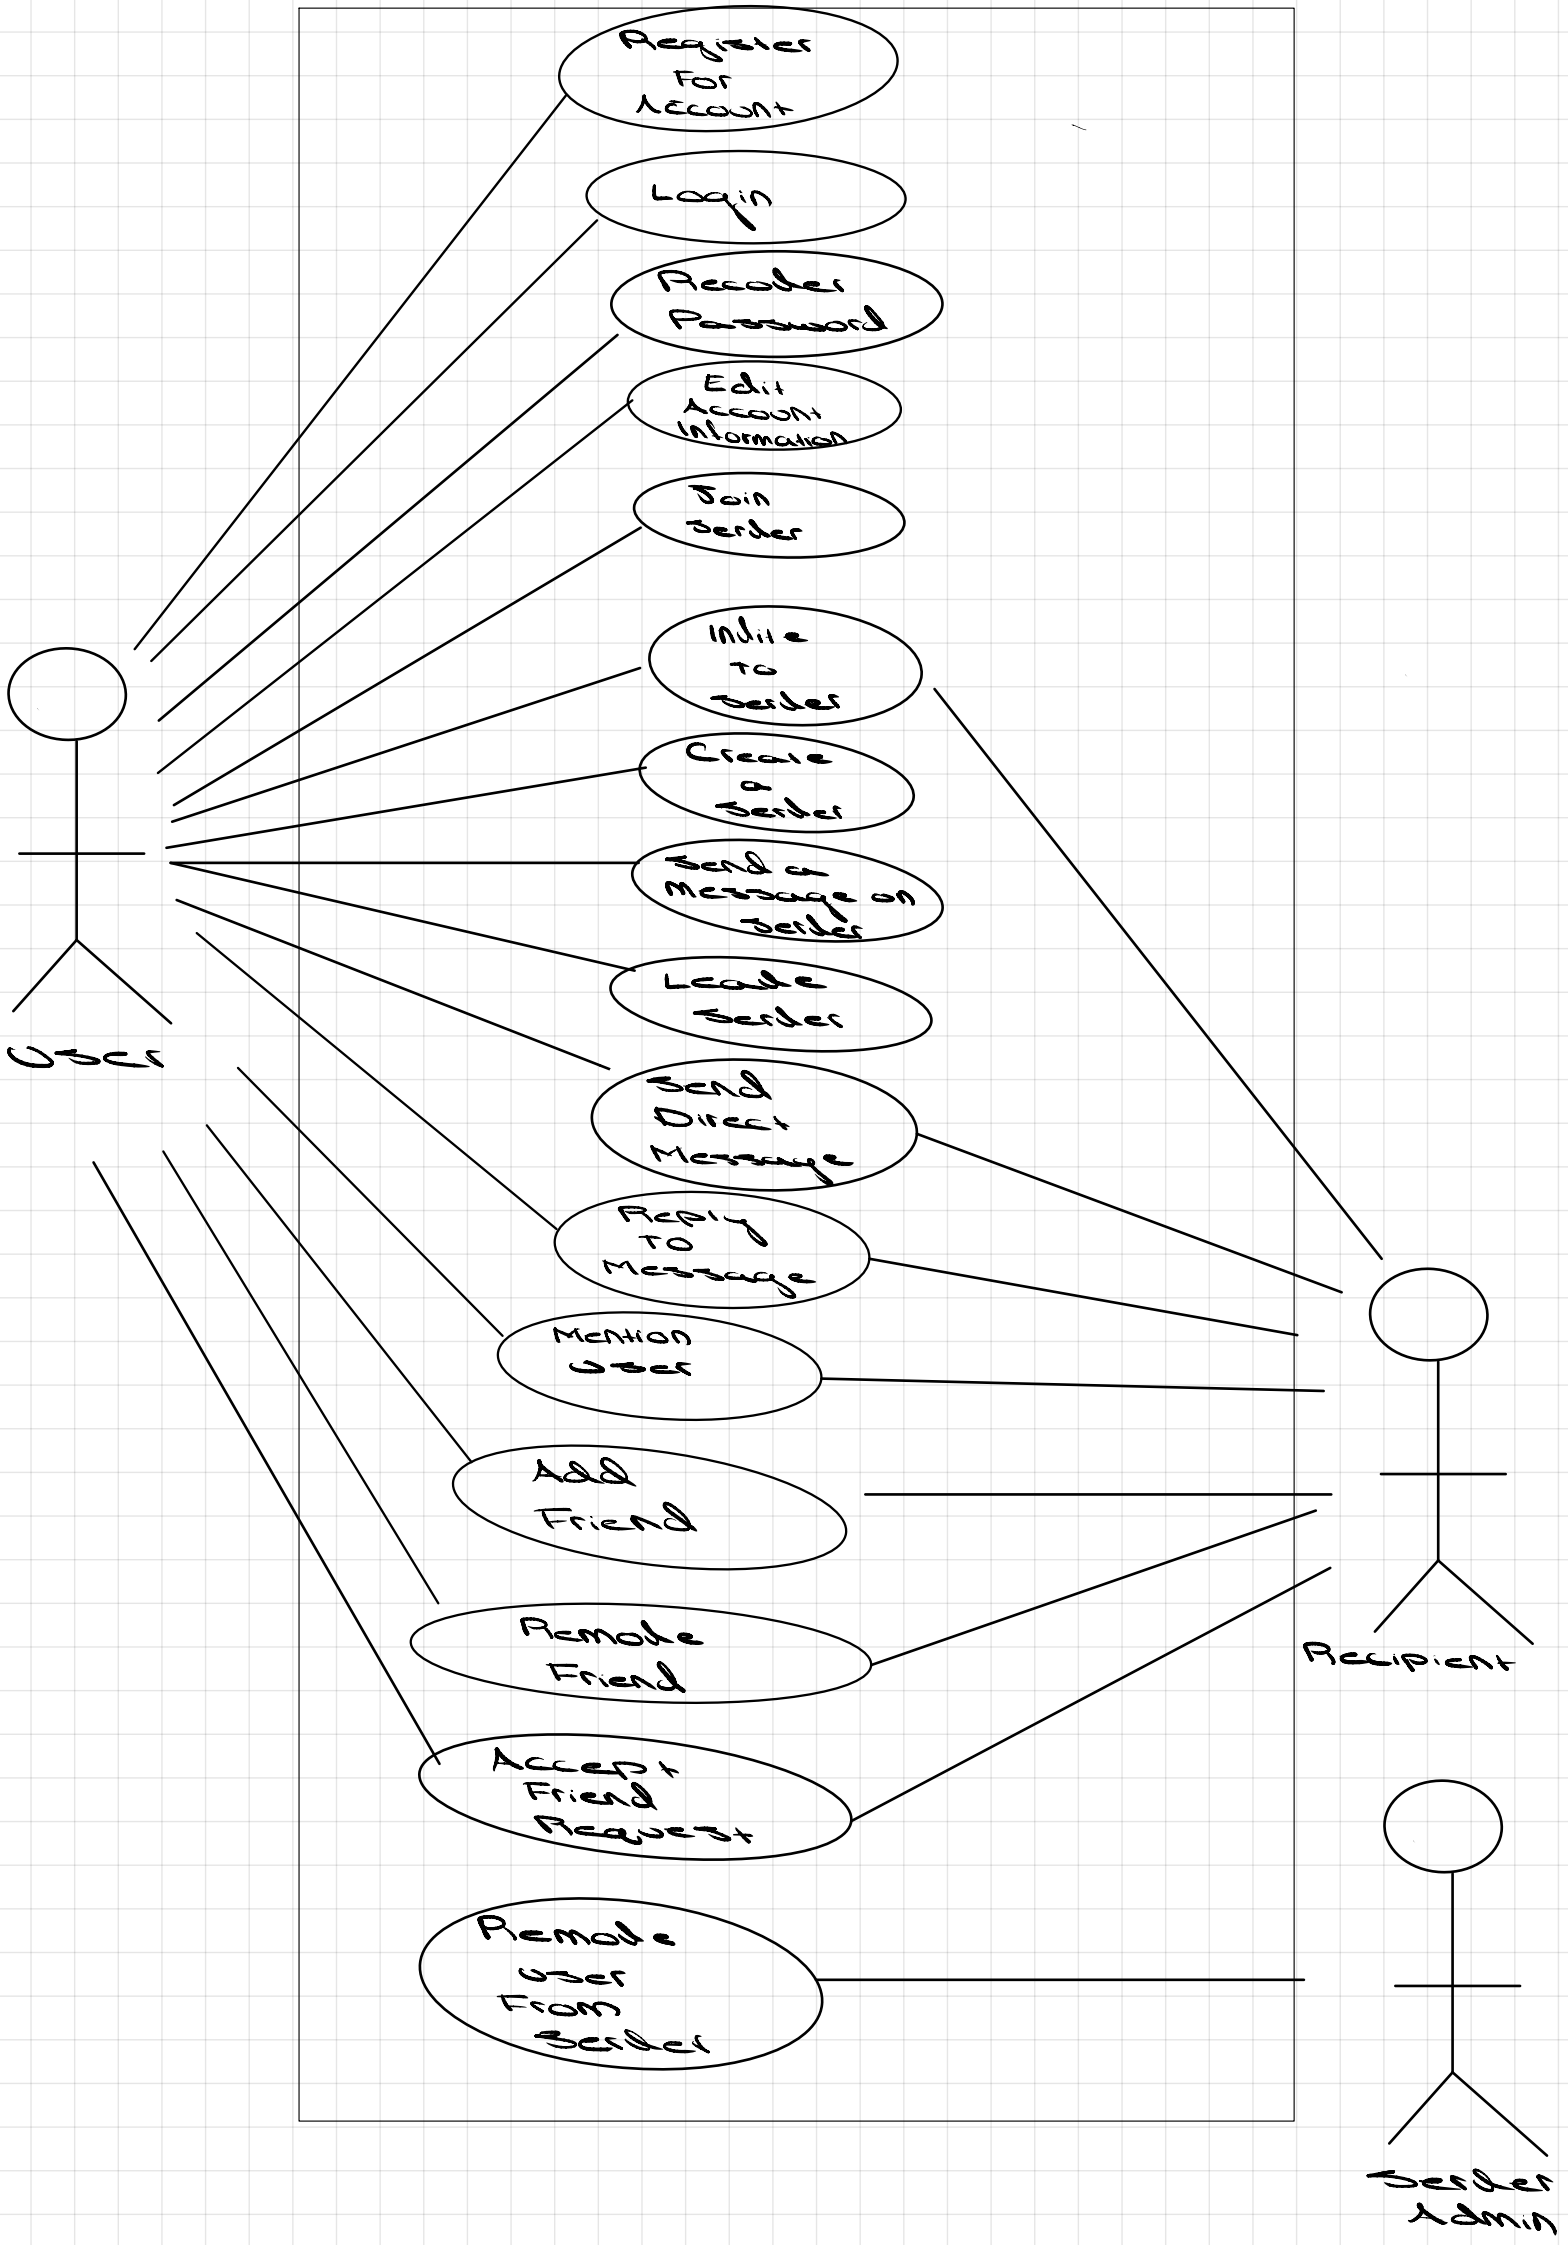 Register
For
Account
Login
Recover
Password
Edit
Account
Information
Join
Server
Invite
To
Server
Create
a
Server
Send a
Message on
Server
Leave
Server
User
Send
Direct
Message
Reply
To
Message
Mention
User
Add
Friend
Remove
Friend
Recipient
Accept
Friend
Request
Remove
User
From
Server
Server
Admin